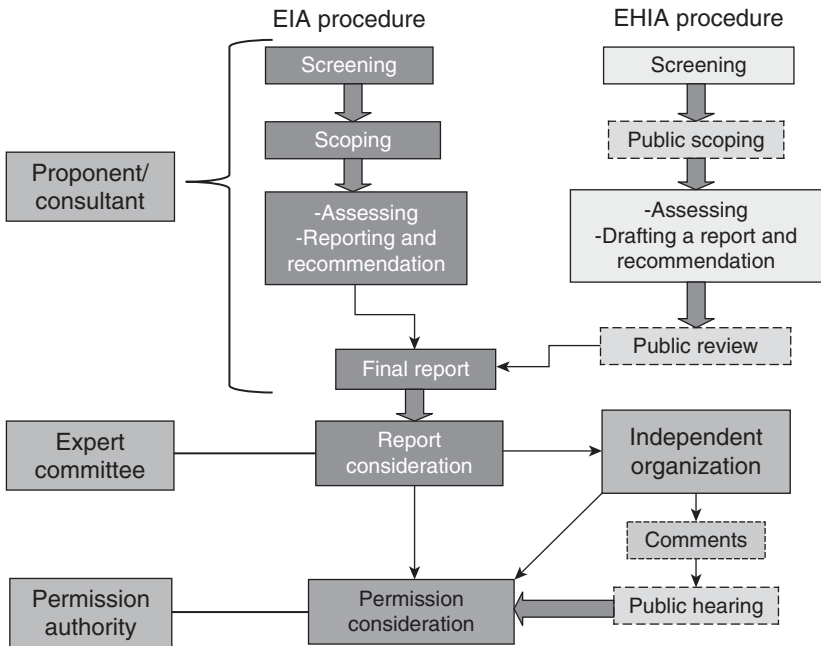 EIA procedure
EHIA procedure
Screening
Screening
Scoping
Public scoping
Proponent/
consultant
-Assessing
-Reporting and
recommendation
-Assessing
-Drafting a report and
recommendation
Public review
Final report
Expert
committee
Report
consideration
Independent
organization
Comments
Permission
authority
Permission
consideration
Public hearing